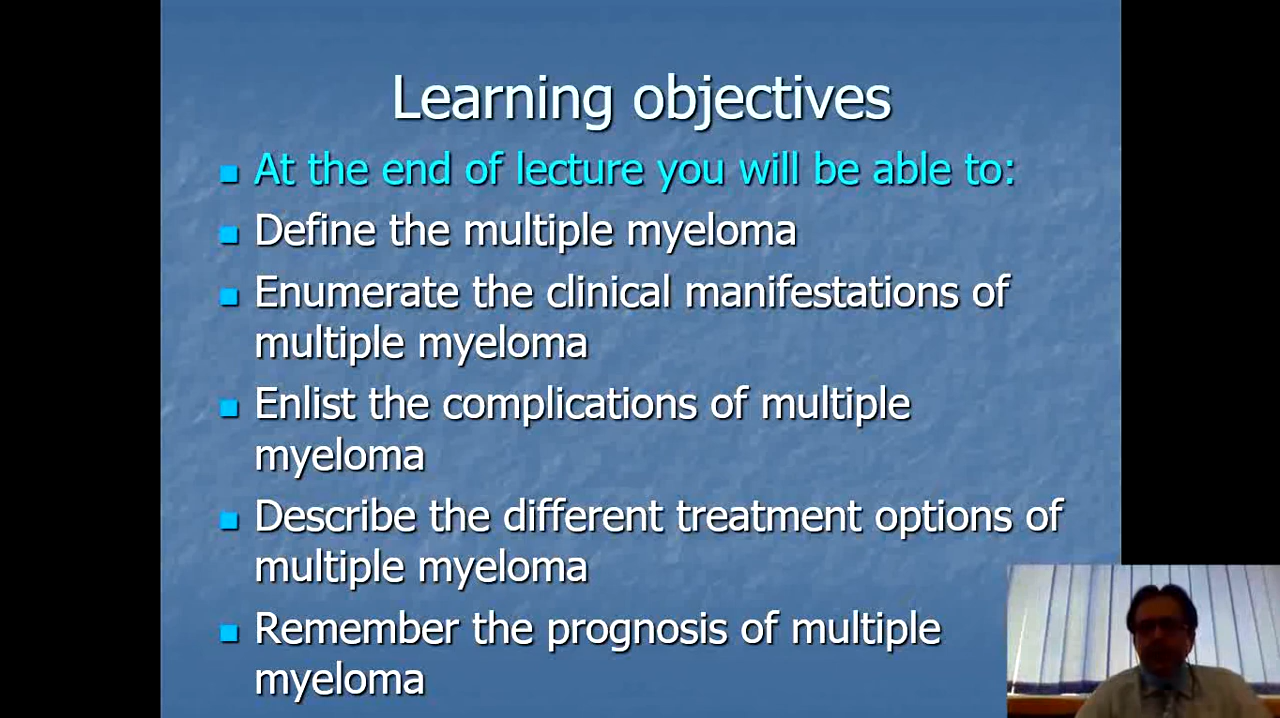 Learning objectives
At the end of lecture you will be able to:
Define the multiple myeloma
Enumerate the clinical manifestations of
multiple myeloma
Enlist the complications of multiple
myeloma
Describe the different treatment options of
multiple myeloma
Remember the prognosis of multiple
myeloma